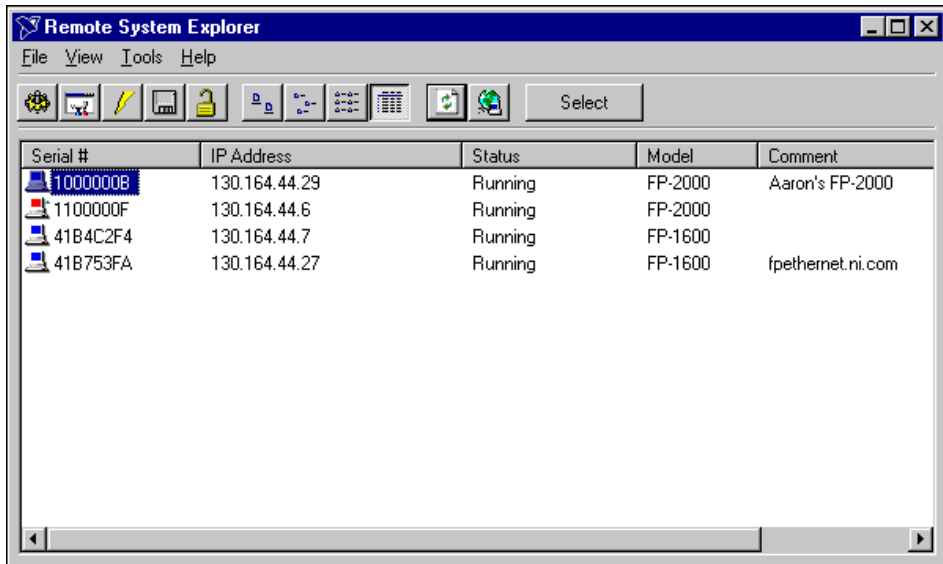 Remote System Explorer
File View Tools Help
Select
Serial # IP Address Status Model Comment
1000000B 130.164.44.29 Running FP-2000 Aaron's FP-2000
1100000F 130.164.44.6 Running FP-2000
41B4C2F4 130.164.44.7 Running FP-1600
41B753FA 130.164.44.27 Running FP-1600 fpethernet.ni.com